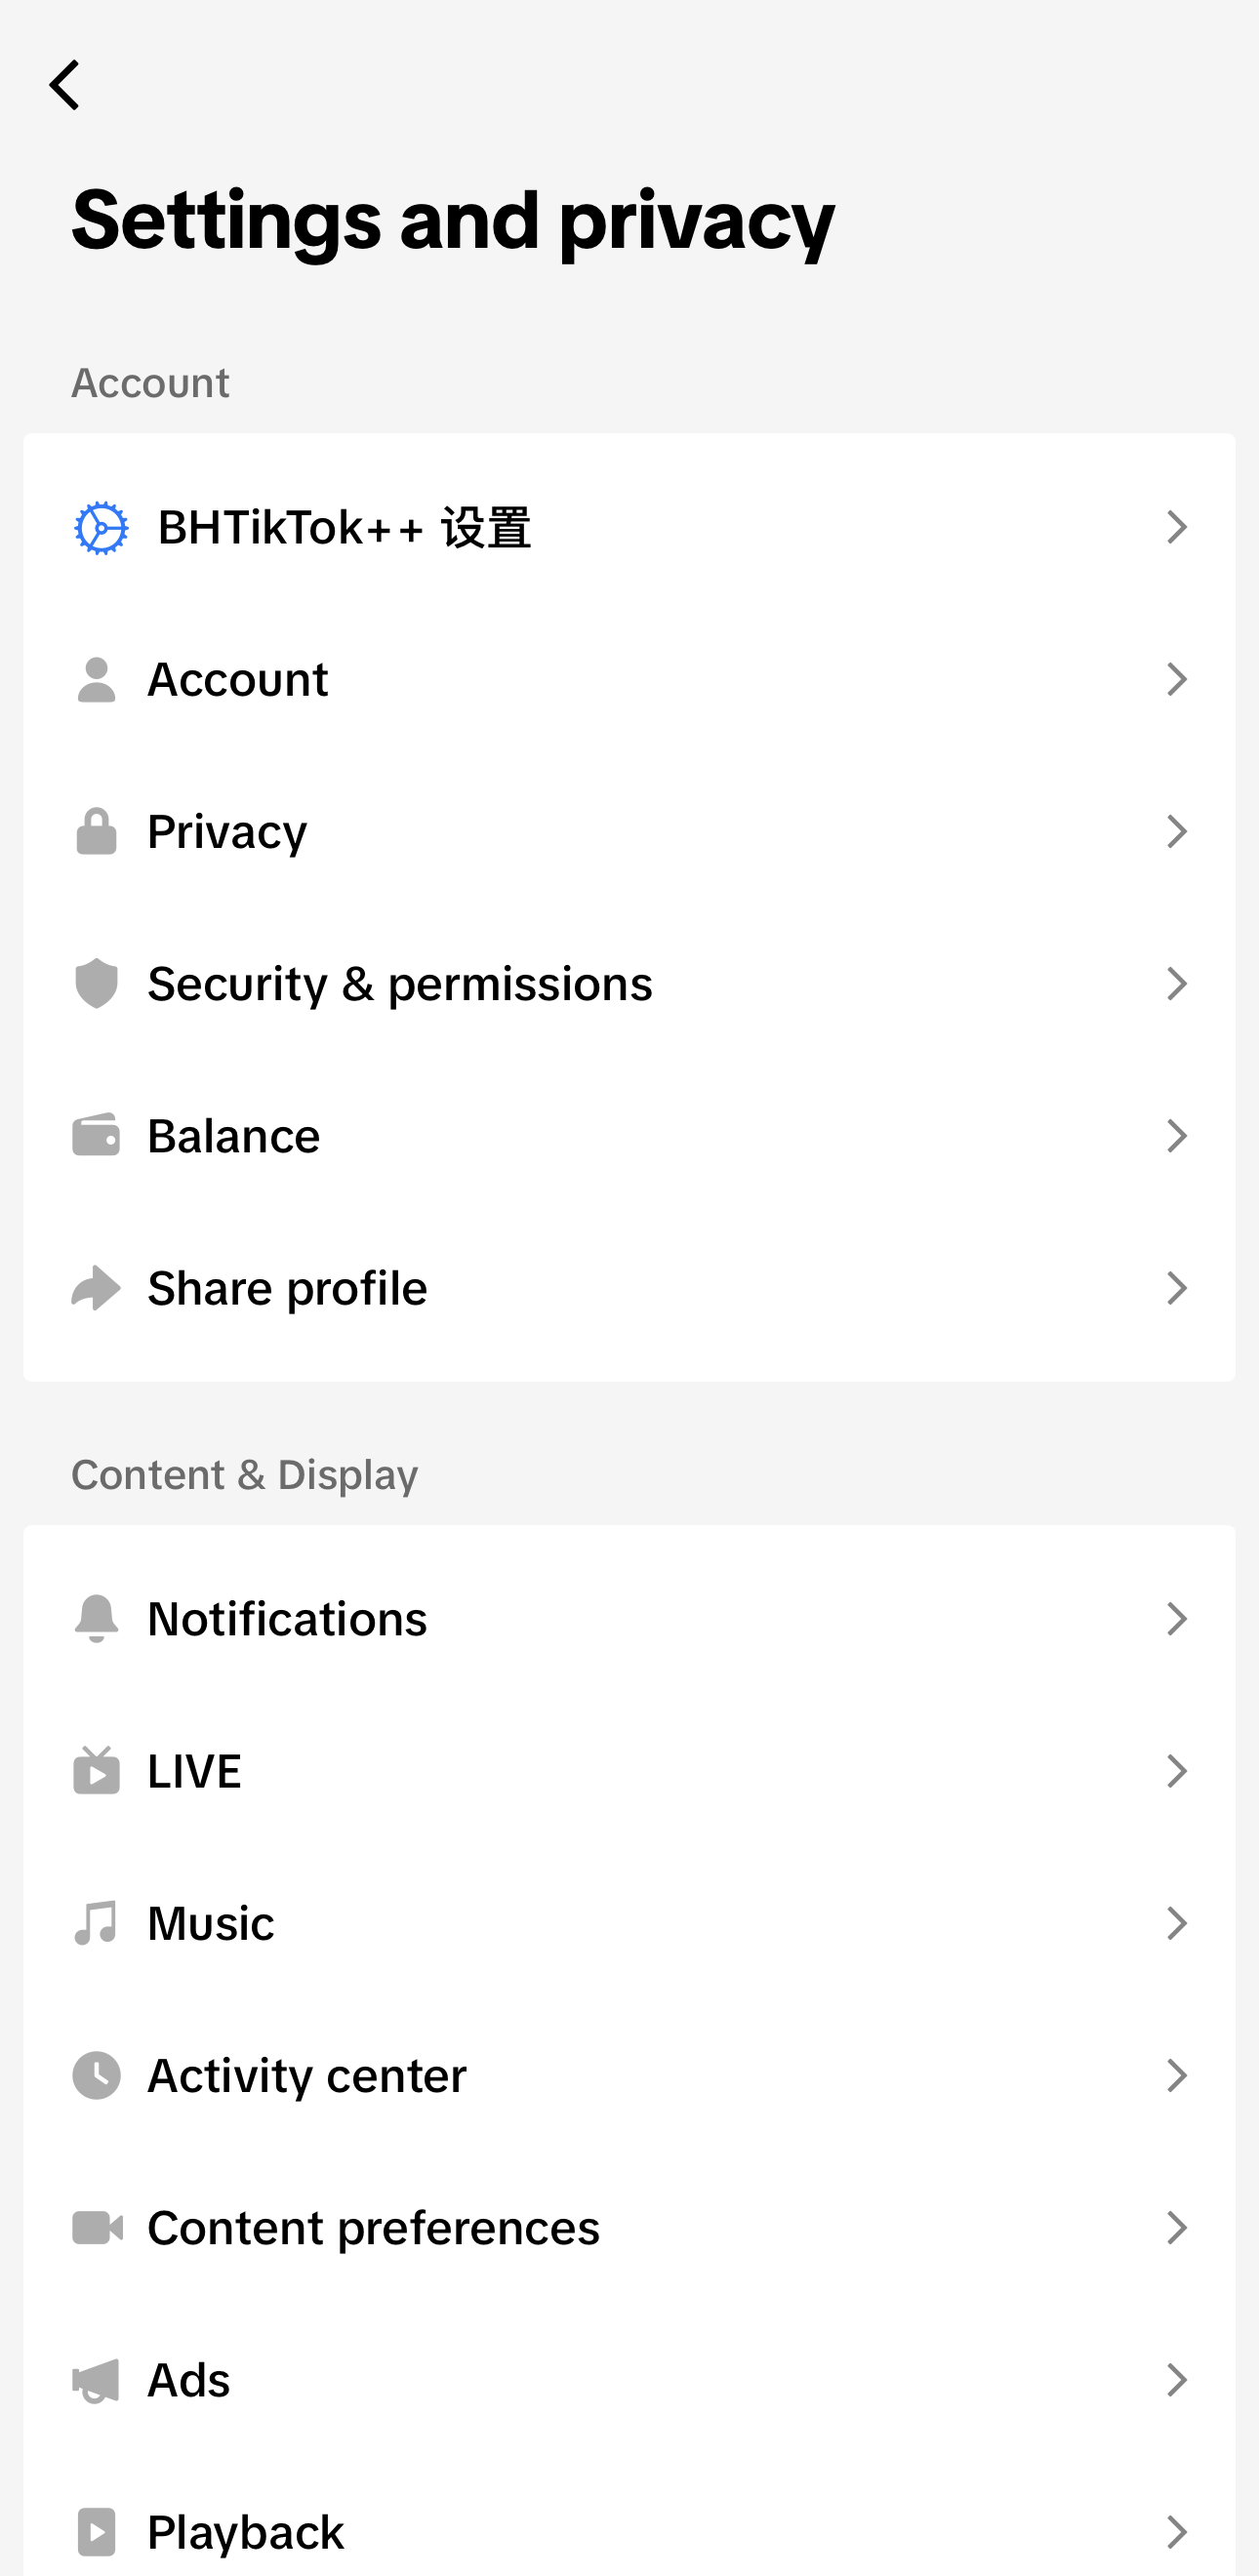 Settings and privacy
Account
BHTikTok++ 设置
Account
Privacy
Security & permissions
Balance
Share profile
Content & Display
Notifications
LIVE
Music
Activity center
Content preferences
Ads
Playback